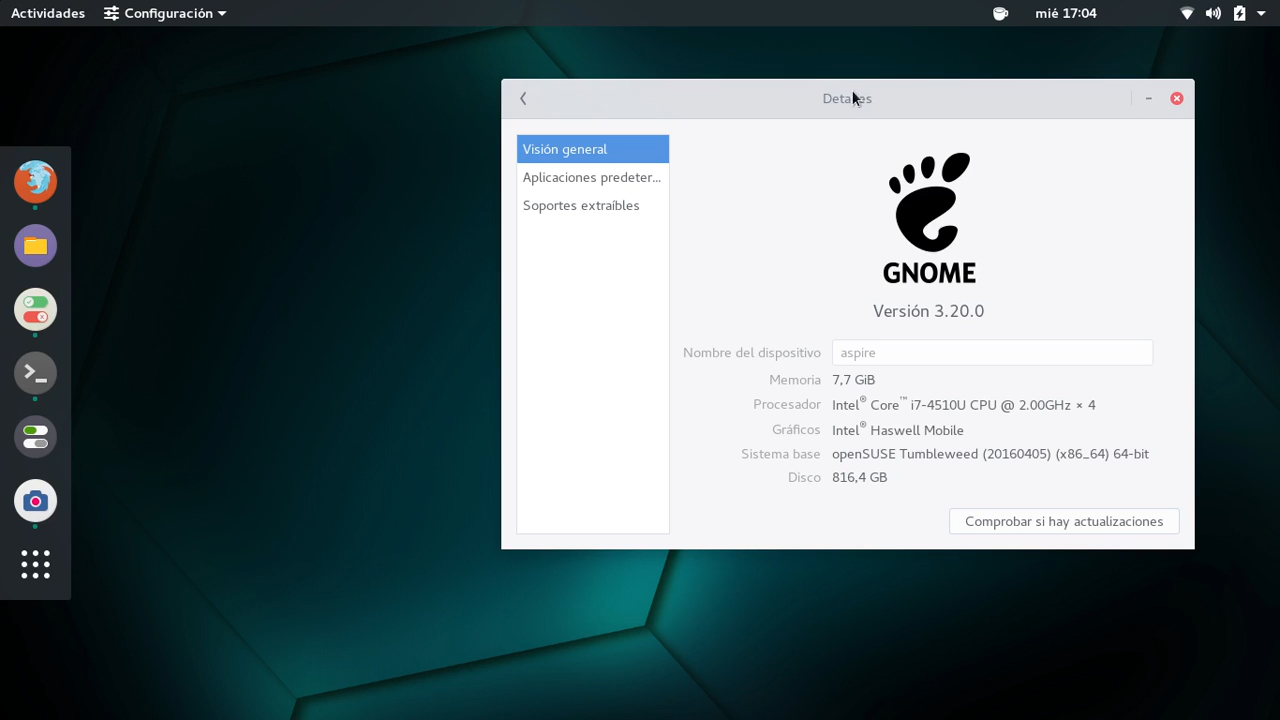 Actividades
Configuración
mié 17:04
Detalles
Visión general
Aplicaciones predeter...
Soportes extraíbles
GNOME
Versión 3.20.0
Nombre del dispositivo aspire
Memoria 7,7 GiB
Procesador Intel® Core™ i7-4510U CPU @ 2.00GHz × 4
Gráficos Intel® Haswell Mobile
Sistema base openSUSE Tumbleweed (20160405) (x86_64) 64-bit
Disco 816,4 GB
Comprobar si hay actualizaciones